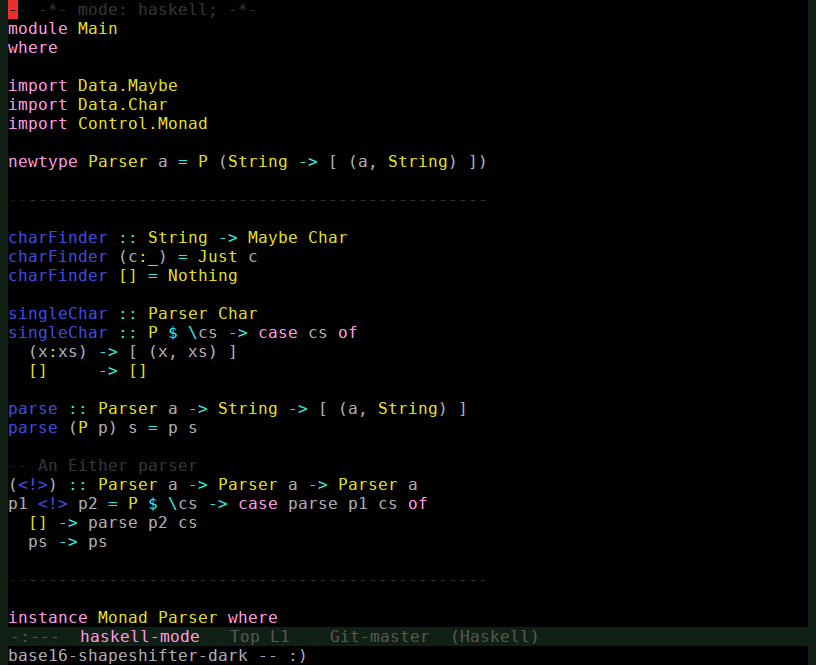 -- -*- mode: haskell; -*-
module Main
where
import Data.Maybe
import Data.Char
import Control.Monad
newtype Parser a = P (String -> [ (a, String) ])
------------------------------------------------
charFinder :: String -> Maybe Char
charFinder (c:_) = Just c
charFinder [] = Nothing
singleChar :: Parser Char
singleChar :: P $ \cs -> case cs of
  (x:xs) -> [ (x, xs) ]
  []     -> []
parse :: Parser a -> String -> [ (a, String) ]
parse (P p) s = p s
-- An Either parser
(<!>) :: Parser a -> Parser a -> Parser a
p1 <!> p2 = P $ \cs -> case parse p1 cs of
  [] -> parse p2 cs
  ps -> ps
------------------------------------------------
instance Monad Parser where
-:---  haskell-mode   Top L1    Git-master  (Haskell)
base16-shapeshifter-dark -- :)